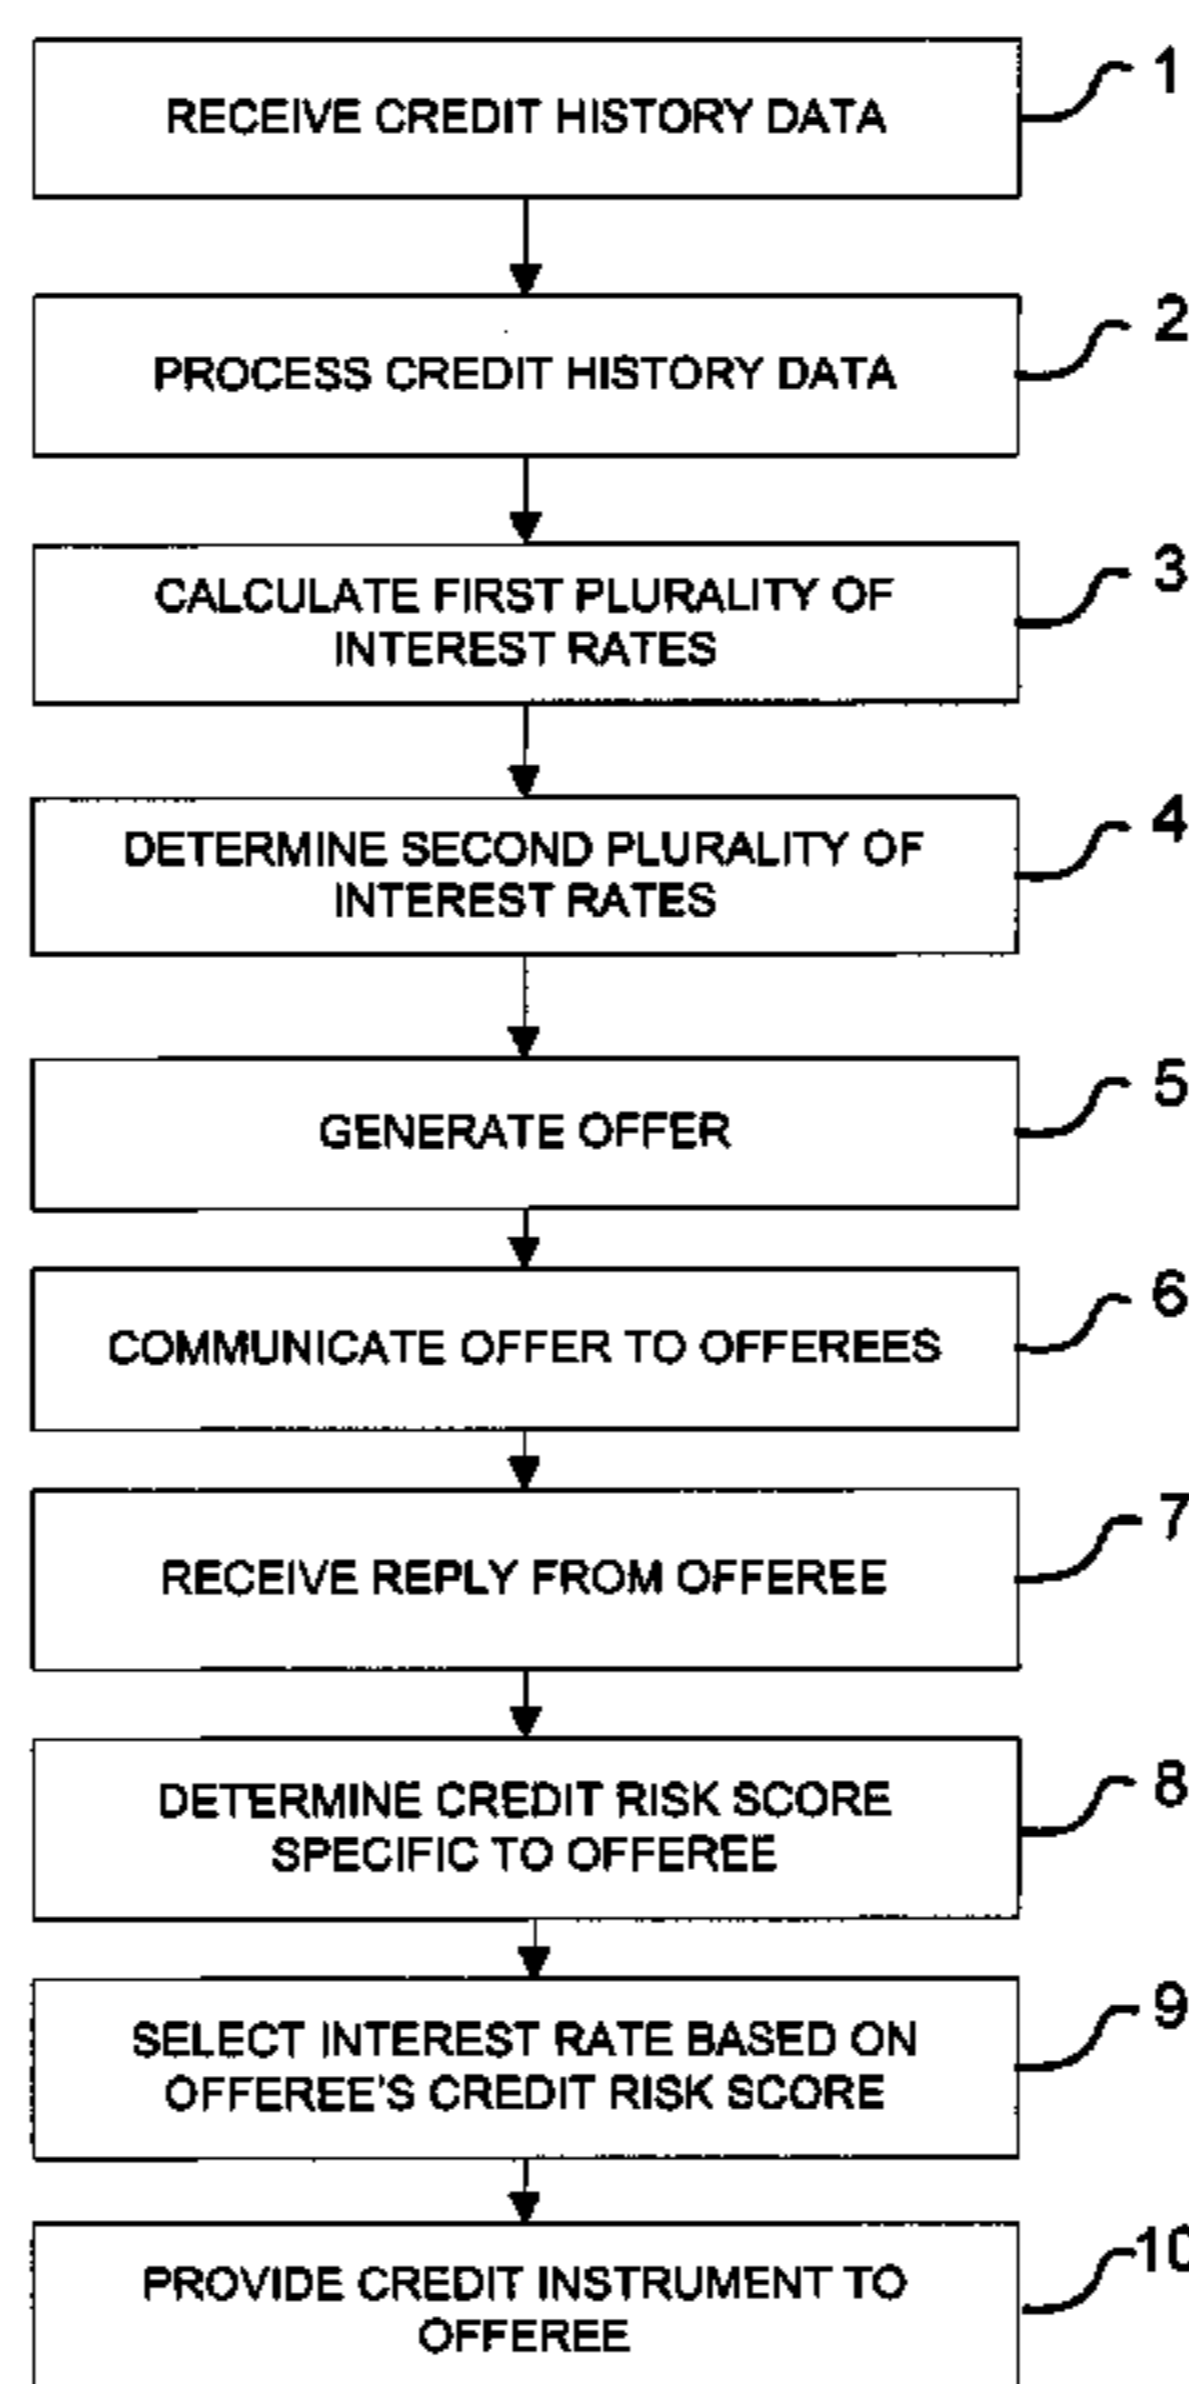 RECEIVE CREDIT HISTORY DATA
1
PROCESS CREDIT HISTORY DATA
2
CALCULATE FIRST PLURALITY OF
INTEREST RATES
3
DETERMINE SECOND PLURALITY OF
INTEREST RATES
4
GENERATE OFFER
5
COMMUNICATE OFFER TO OFFEREES
6
RECEIVE REPLY FROM OFFEREE
7
DETERMINE CREDIT RISK SCORE
SPECIFIC TO OFFEREE
8
SELECT INTEREST RATE BASED ON
OFFEREE'S CREDIT RISK SCORE
9
PROVIDE CREDIT INSTRUMENT TO
OFFEREE
10